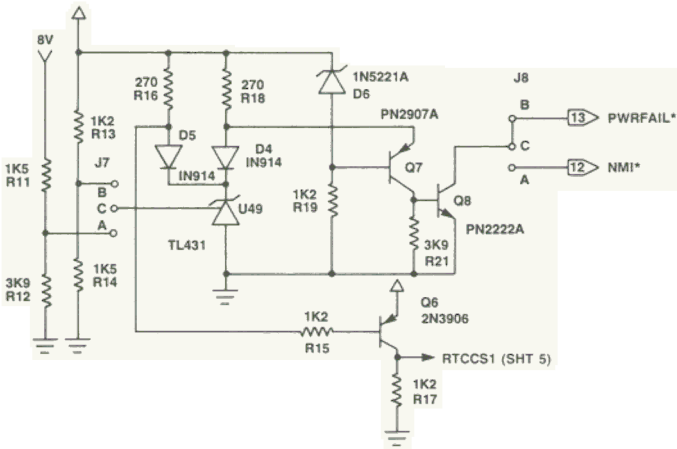 8V
1K2
R13
270
R16
270
R18
1N5221A
D6
J8
B
13 PWRFAIL*
PN2907A
D5
D4
IN914
IN914
C
1K5
R11
J7
B
C
A
Q7
A
12 NMI*
1K2
R19
Q8
U49
PN2222A
TL431
3K9
R21
3K9
R12
1K5
R14
Q6
2N3906
1K2
R15
RTCCS1 (SHT 5)
1K2
R17